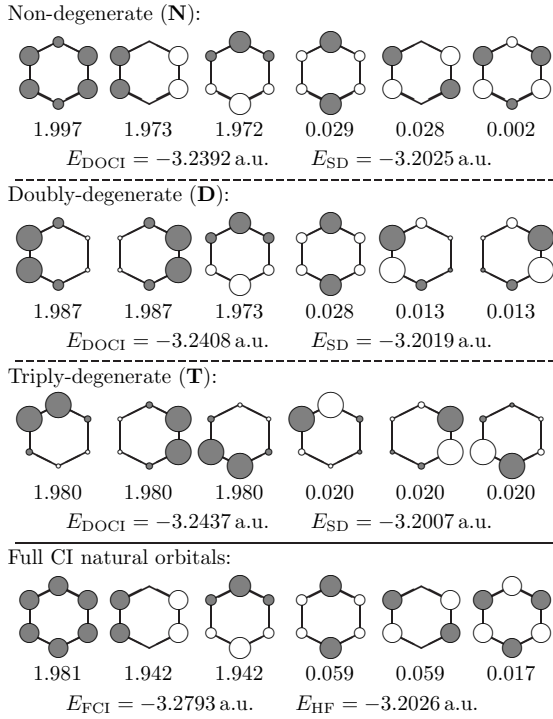 Non-degenerate (N):
1.997 1.973 1.972 0.029 0.028 0.002
E_DOCI = −3.2392 a.u. E_SD = −3.2025 a.u.
Doubly-degenerate (D):
1.987 1.987 1.973 0.028 0.013 0.013
E_DOCI = −3.2408 a.u. E_SD = −3.2019 a.u.
Triply-degenerate (T):
1.980 1.980 1.980 0.020 0.020 0.020
E_DOCI = −3.2437 a.u. E_SD = −3.2007 a.u.
Full CI natural orbitals:
1.981 1.942 1.942 0.059 0.059 0.017
E_FCI = −3.2793 a.u. E_HF = −3.2026 a.u.